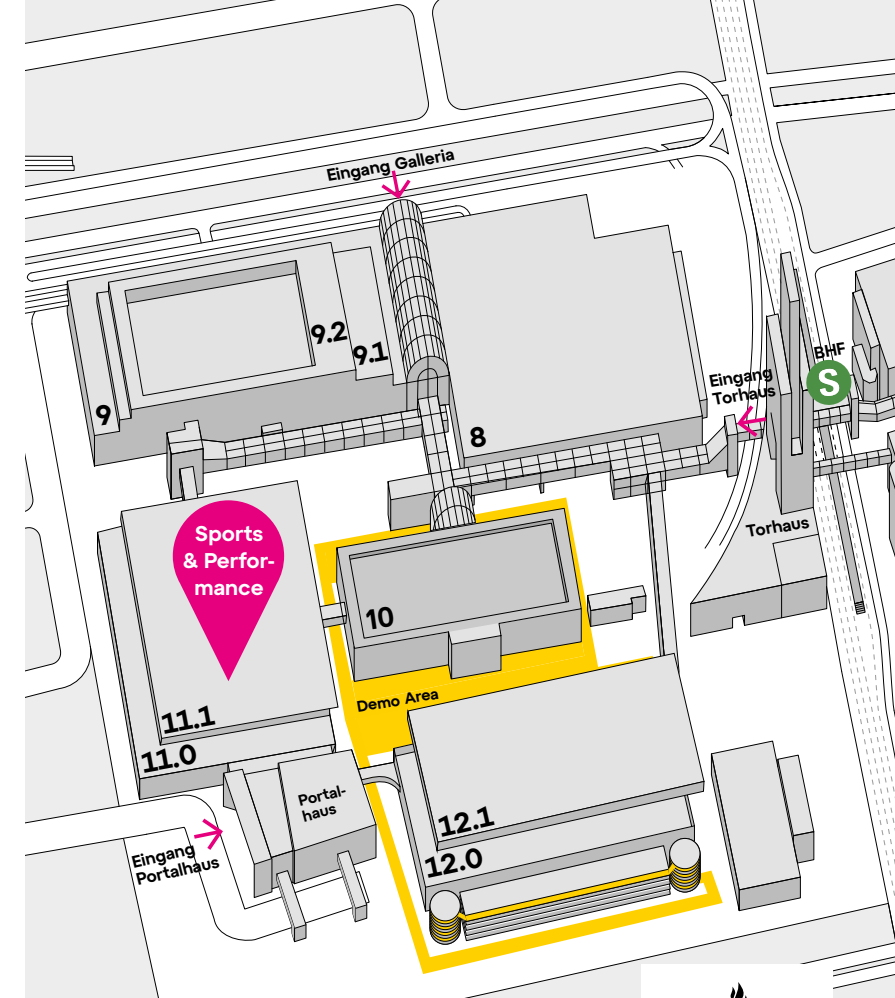 Eingang Galleria
9.2
9.1
9
8
BHF
S
Eingang
Torhaus
Torhaus
Sports
& Perfor-
mance
10
Demo Area
11.1
11.0
Portal-
haus
12.1
12.0
Eingang
Portalhaus